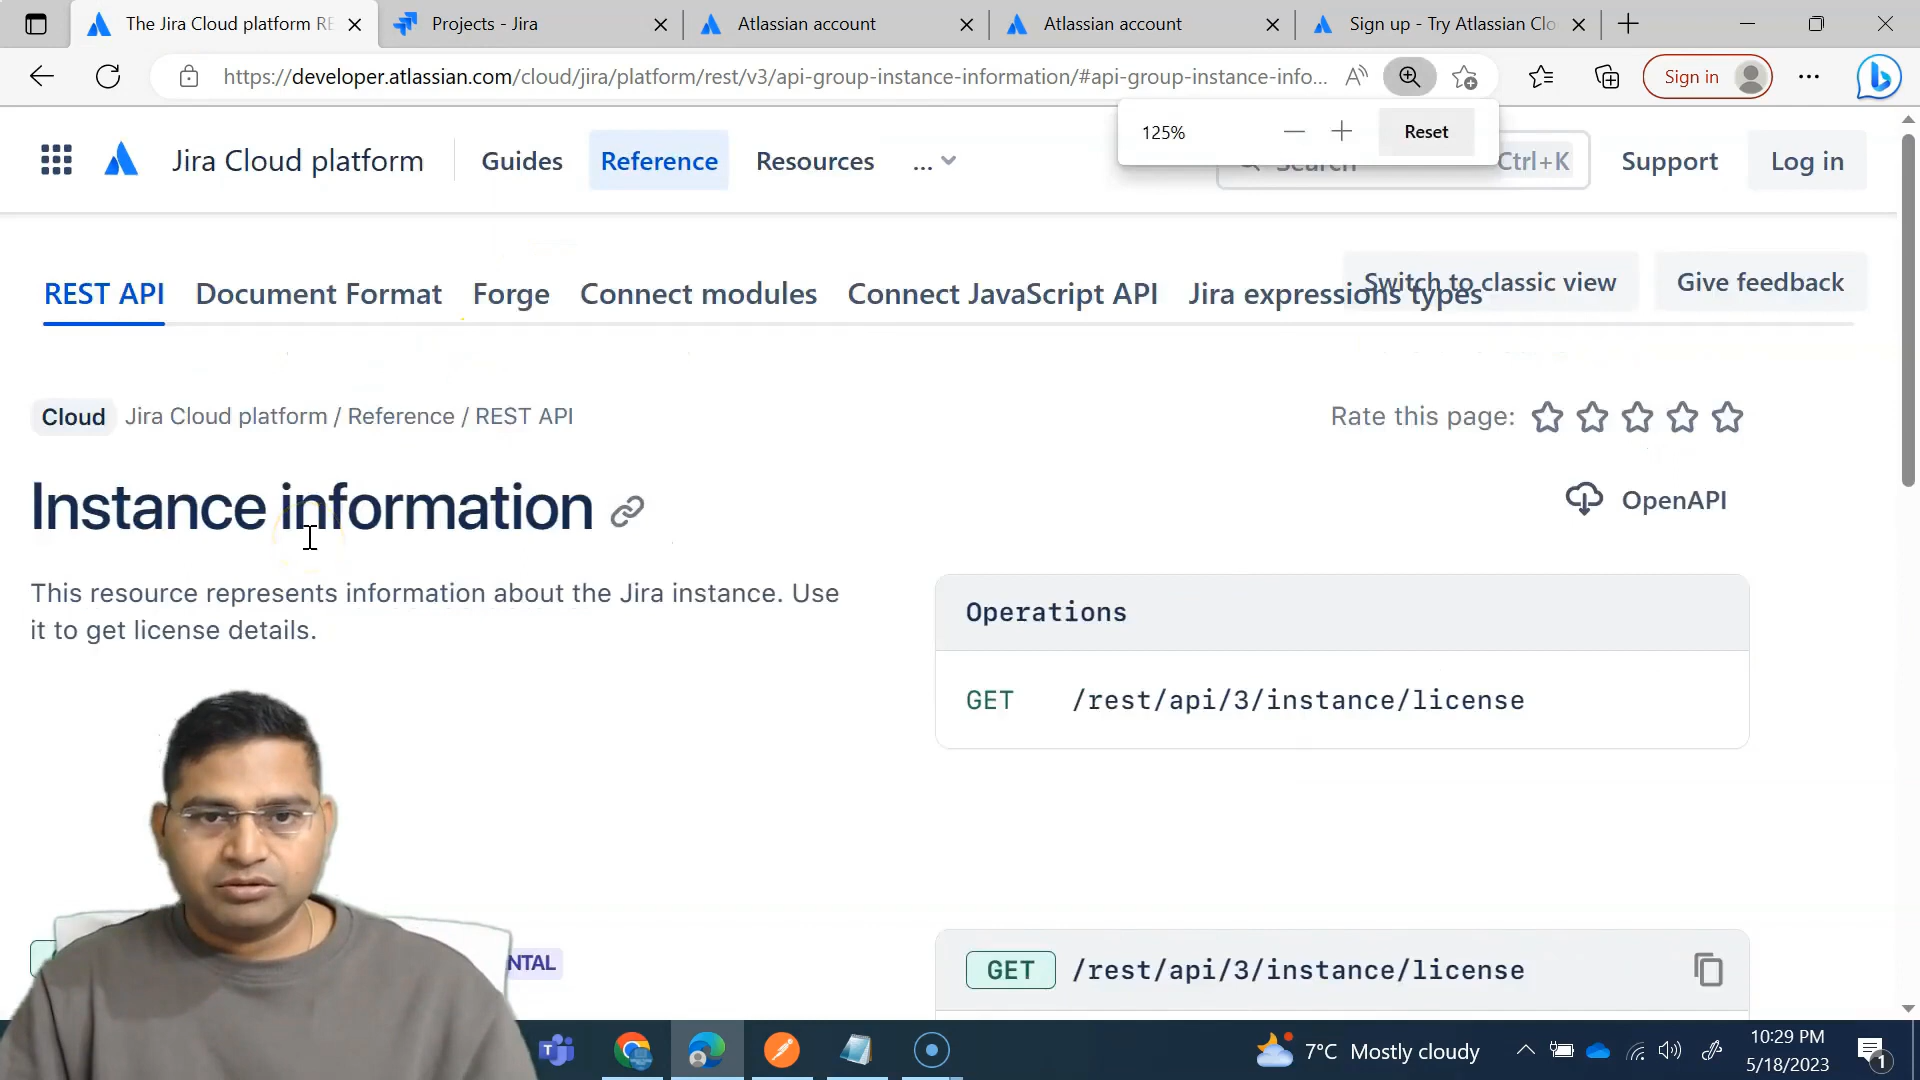 The Jira Cloud platform RE
Projects - Jira
Atlassian account
Atlassian account
Sign up - Try Atlassian Clo
https://developer.atlassian.com/cloud/jira/platform/rest/v3/api-group-instance-information/#api-group-instance-info...
Sign in
125%
Reset
Jira Cloud platform
Guides
Reference
Resources
...
Search
Ctrl+K
Support
Log in
REST API
Document Format
Forge
Connect modules
Connect JavaScript API
Jira expressions types
Switch to classic view
Give feedback
Cloud
Jira Cloud platform / Reference / REST API
Rate this page:
Instance information
OpenAPI
This resource represents information about the Jira instance. Use
it to get license details.
Operations
GET /rest/api/3/instance/license
NTAL
GET /rest/api/3/instance/license
7°C Mostly cloudy
10:29 PM
5/18/2023
1